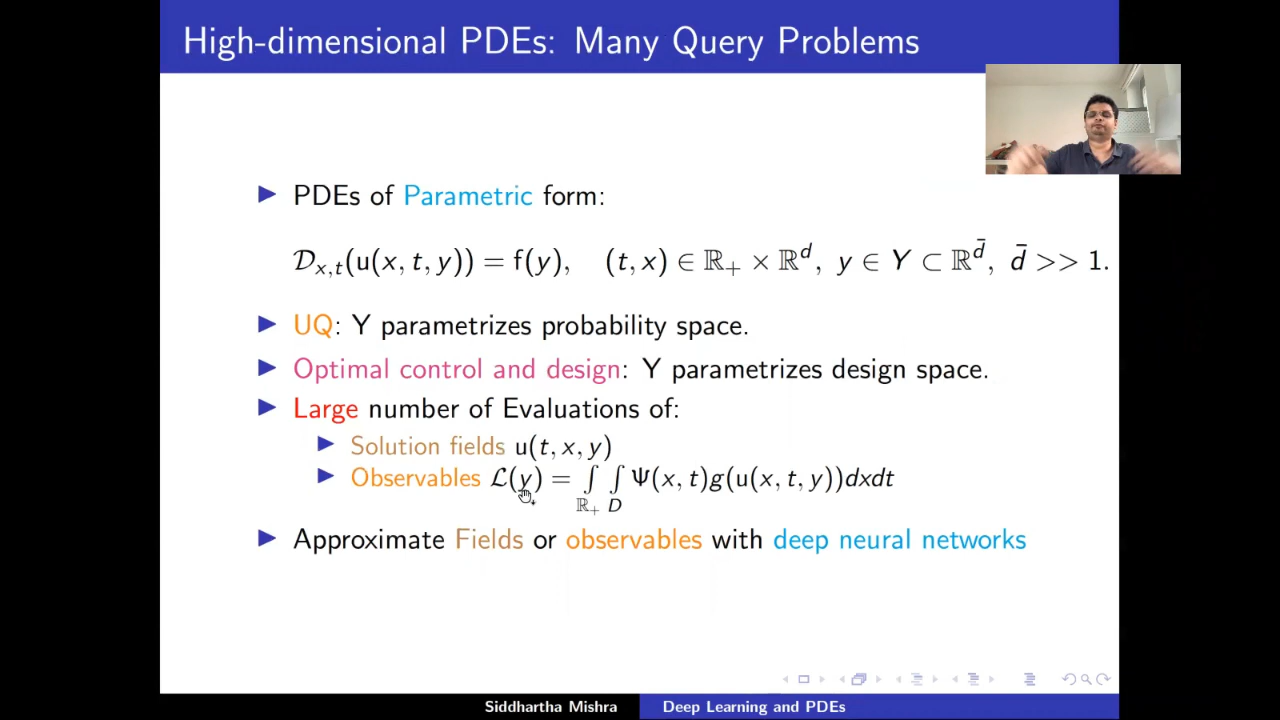 High-dimensional PDEs: Many Query Problems
▶ PDEs of Parametric form:
𝒟ₓ,ₜ(u(x, t, y)) = f(y), (t, x) ∈ ℝ₊ × ℝᵈ, y ∈ Y ⊂ ℝ^d̄, d̄ >> 1.
▶ UQ: Y parametrizes probability space.
▶ Optimal control and design: Y parametrizes design space.
▶ Large number of Evaluations of:
▶ Solution fields u(t, x, y)
▶ Observables ℒ(y) = ∫_{ℝ₊} ∫_D Ψ(x, t)g(u(x, t, y))dxdt
▶ Approximate Fields or observables with deep neural networks
Siddhartha Mishra Deep Learning and PDEs